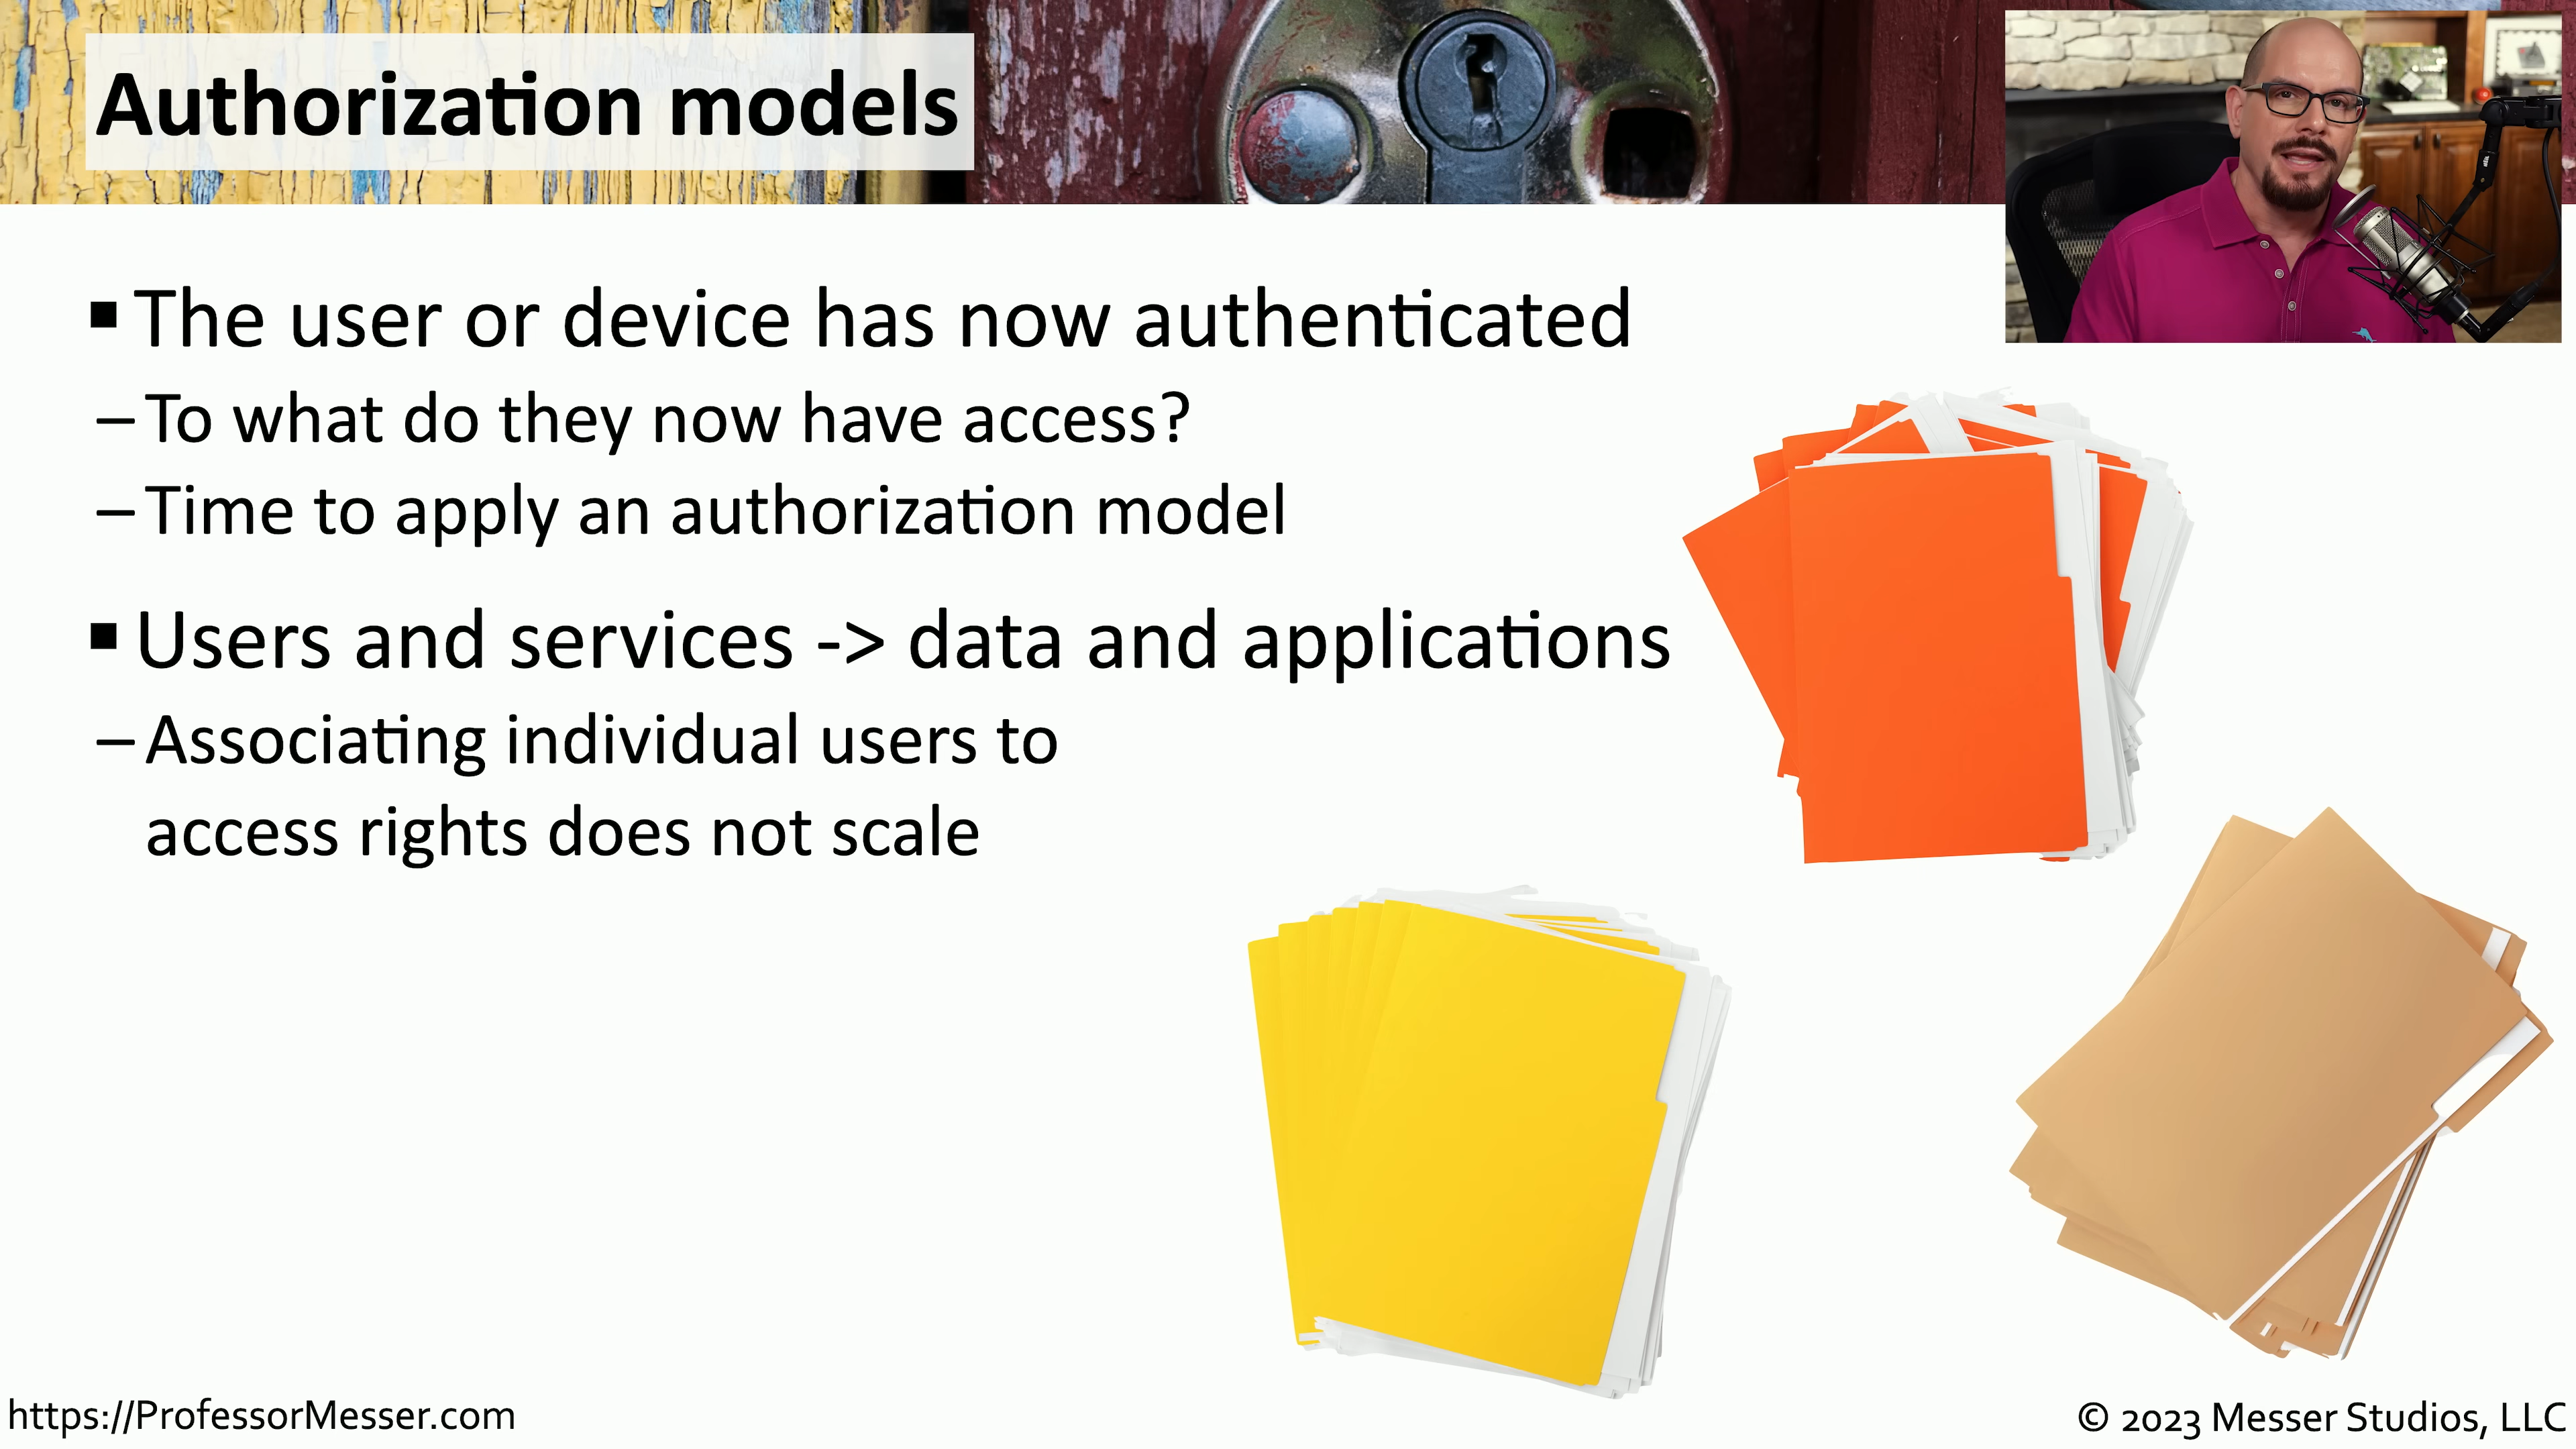 Authorization models
▪ The user or device has now authenticated
– To what do they now have access?
– Time to apply an authorization model
▪ Users and services -> data and applications
– Associating individual users to
access rights does not scale
https://ProfessorMesser.com
© 2023 Messer Studios, LLC